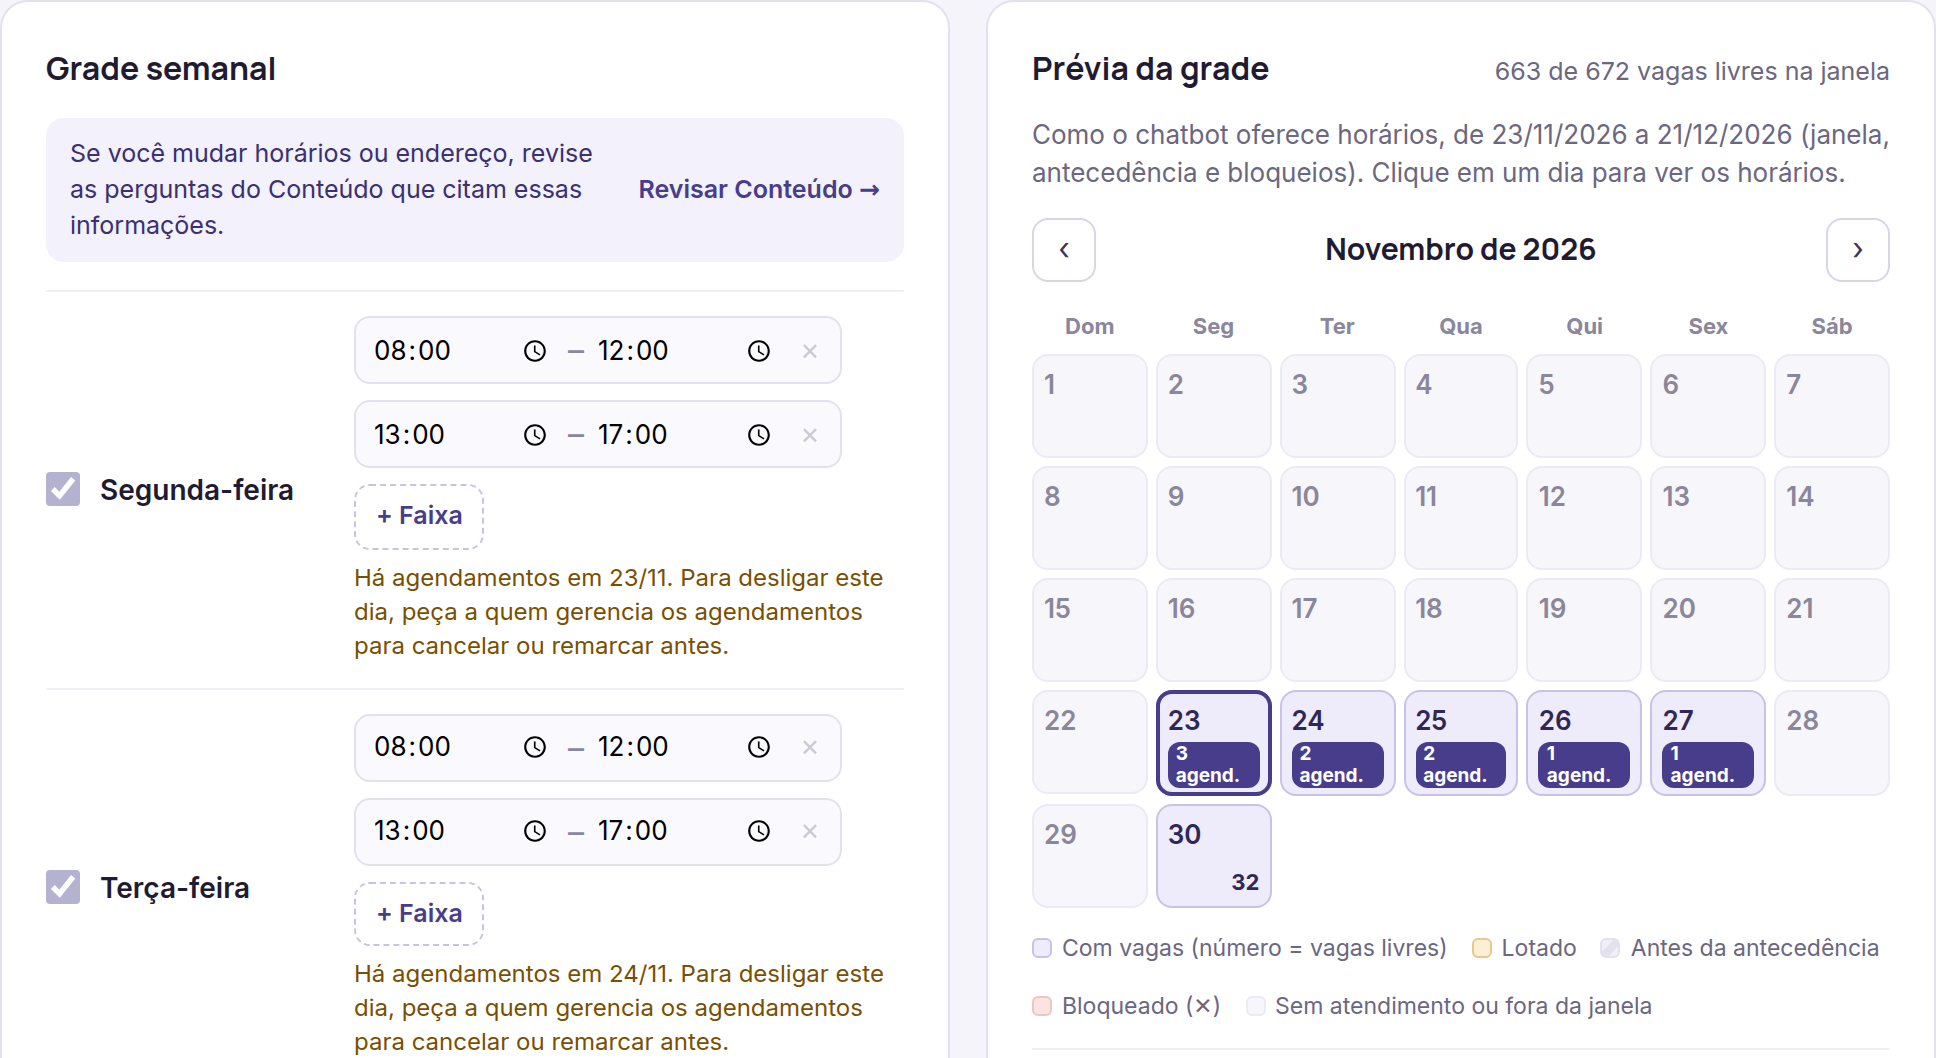 Grade semanal
Se você mudar horários ou endereço, revise
as perguntas do Conteúdo que citam essas
informações.
Revisar Conteúdo →
Segunda-feira
08:00 – 12:00 ×
13:00 – 17:00 ×
+ Faixa
Há agendamentos em 23/11. Para desligar este
dia, peça a quem gerencia os agendamentos
para cancelar ou remarcar antes.
Terça-feira
08:00 – 12:00 ×
13:00 – 17:00 ×
+ Faixa
Há agendamentos em 24/11. Para desligar este
dia, peça a quem gerencia os agendamentos
para cancelar ou remarcar antes.
Prévia da grade
663 de 672 vagas livres na janela
Como o chatbot oferece horários, de 23/11/2026 a 21/12/2026 (janela,
antecedência e bloqueios). Clique em um dia para ver os horários.
‹ Novembro de 2026 ›
Dom Seg Ter Qua Qui Sex Sáb
1 2 3 4 5 6 7
8 9 10 11 12 13 14
15 16 17 18 19 20 21
22 23 24 25 26 27 28
3 2 2 1 1
agend. agend. agend. agend. agend.
29 30
32
Com vagas (número = vagas livres) Lotado Antes da antecedência
Bloqueado (✕) Sem atendimento ou fora da janela